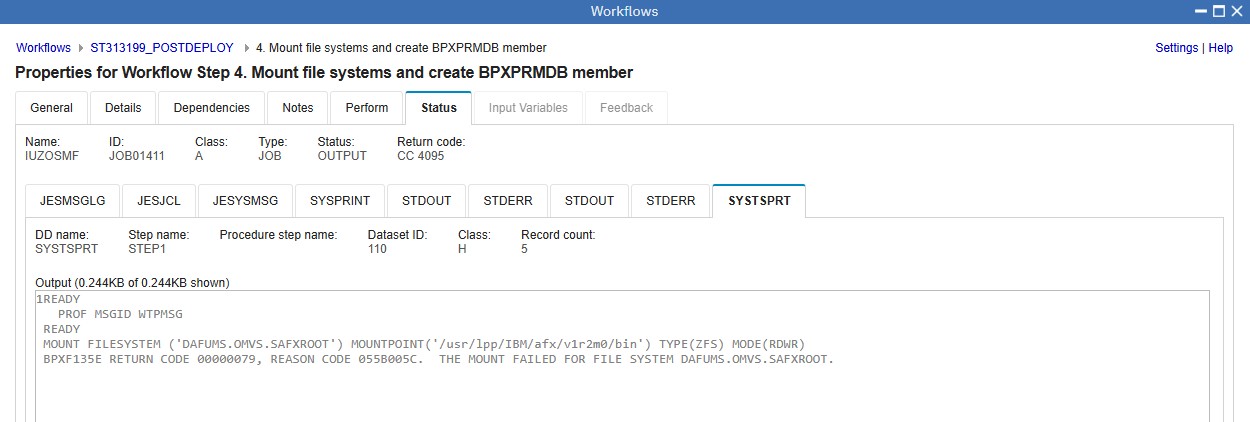 Workflows
Workflows ▸ ST313199_POSTDEPLOY ▸ 4. Mount file systems and create BPXPRMDB member
Settings | Help
Properties for Workflow Step 4. Mount file systems and create BPXPRMDB member
General Details Dependencies Notes Perform Status Input Variables Feedback
Name: ID: Class: Type: Status: Return code:
IUZOSMF JOB01411 A JOB OUTPUT CC 4095
JESMSGLG JESJCL JESYSMSG SYSPRINT STDOUT STDERR STDOUT STDERR SYSTSPRT
DD name: Step name: Procedure step name: Dataset ID: Class: Record count:
SYSTSPRT STEP1 110 H 5
Output (0.244KB of 0.244KB shown)
1READY
PROF MSGID WTPMSG
READY
MOUNT FILESYSTEM ('DAFUMS.OMVS.SAFXROOT') MOUNTPOINT('/usr/lpp/IBM/afx/v1r2m0/bin') TYPE(ZFS) MODE(RDWR)
BPXF135E RETURN CODE 00000079, REASON CODE 055B005C.  THE MOUNT FAILED FOR FILE SYSTEM DAFUMS.OMVS.SAFXROOT.